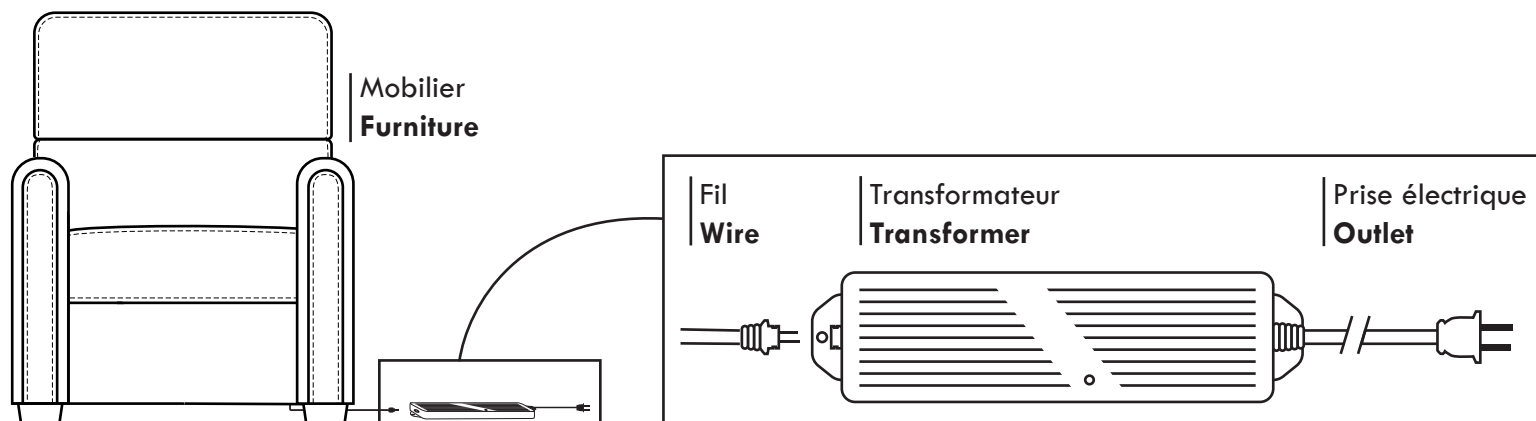 Mobilier
Furniture
Fil
Wire
Transformateur
Transformer
Prise électrique
Outlet